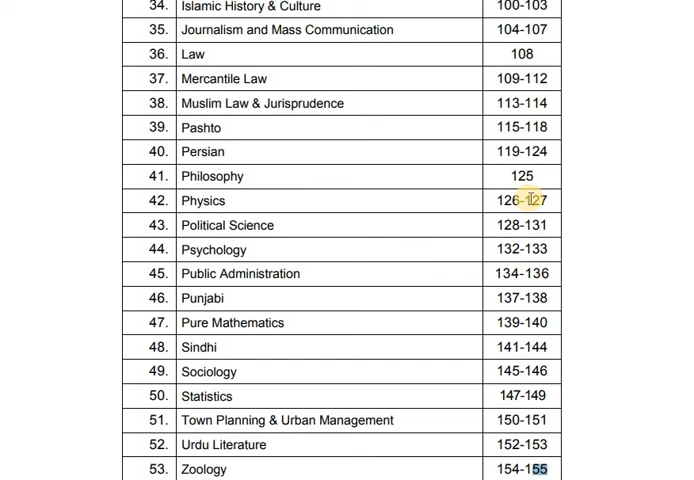 34. Islamic History & Culture 100-103
35. Journalism and Mass Communication 104-107
36. Law 108
37. Mercantile Law 109-112
38. Muslim Law & Jurisprudence 113-114
39. Pashto 115-118
40. Persian 119-124
41. Philosophy 125
42. Physics 126-127
43. Political Science 128-131
44. Psychology 132-133
45. Public Administration 134-136
46. Punjabi 137-138
47. Pure Mathematics 139-140
48. Sindhi 141-144
49. Sociology 145-146
50. Statistics 147-149
51. Town Planning & Urban Management 150-151
52. Urdu Literature 152-153
53. Zoology 154-155